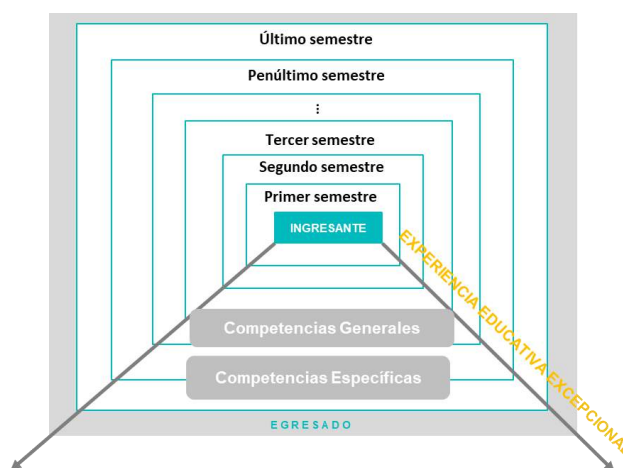 Último semestre
Penúltimo semestre
⋮
Tercer semestre
Segundo semestre
Primer semestre
INGRESANTE
EXPERIENCIA EDUCATIVA EXCEPCIONAL
Competencias Generales
Competencias Específicas
EGRESADO